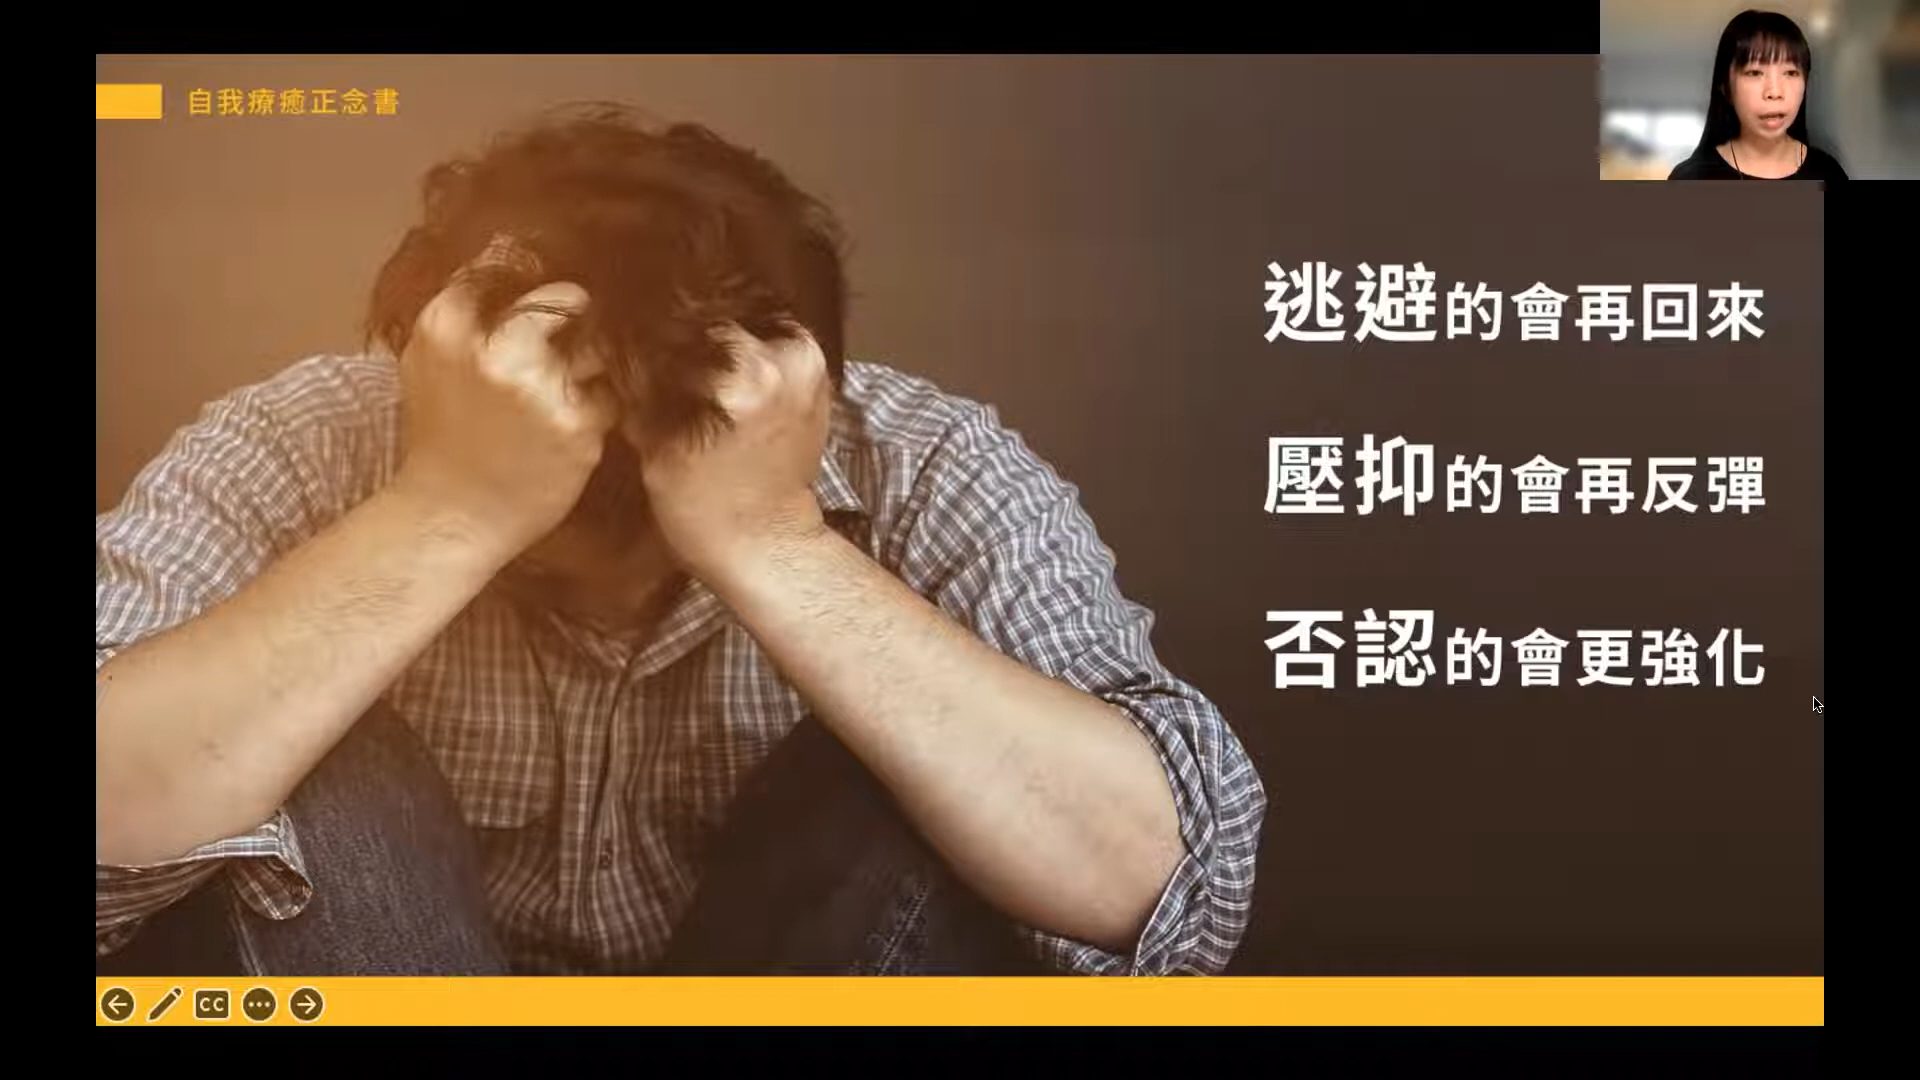 自我療癒正念書
逃避的會再回來
壓抑的會再反彈
否認的會更強化
CC